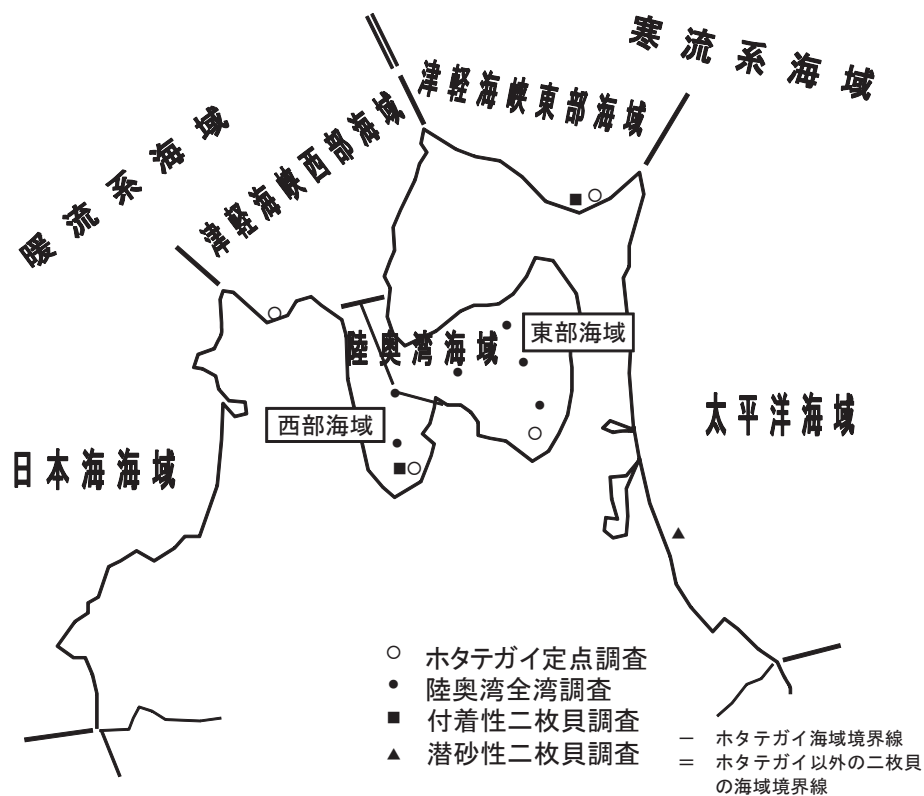 寒流系海域
津軽海峡東部海域
暖流系海域
津軽海峡西部海域
東部海域
陸奥湾海域
太平洋海域
西部海域
日本海海域
○ ホタテガイ定点調査
● 陸奥湾全湾調査
■ 付着性二枚貝調査
▲ 潜砂性二枚貝調査
－ ホタテガイ海域境界線
＝ ホタテガイ以外の二枚貝
の海域境界線